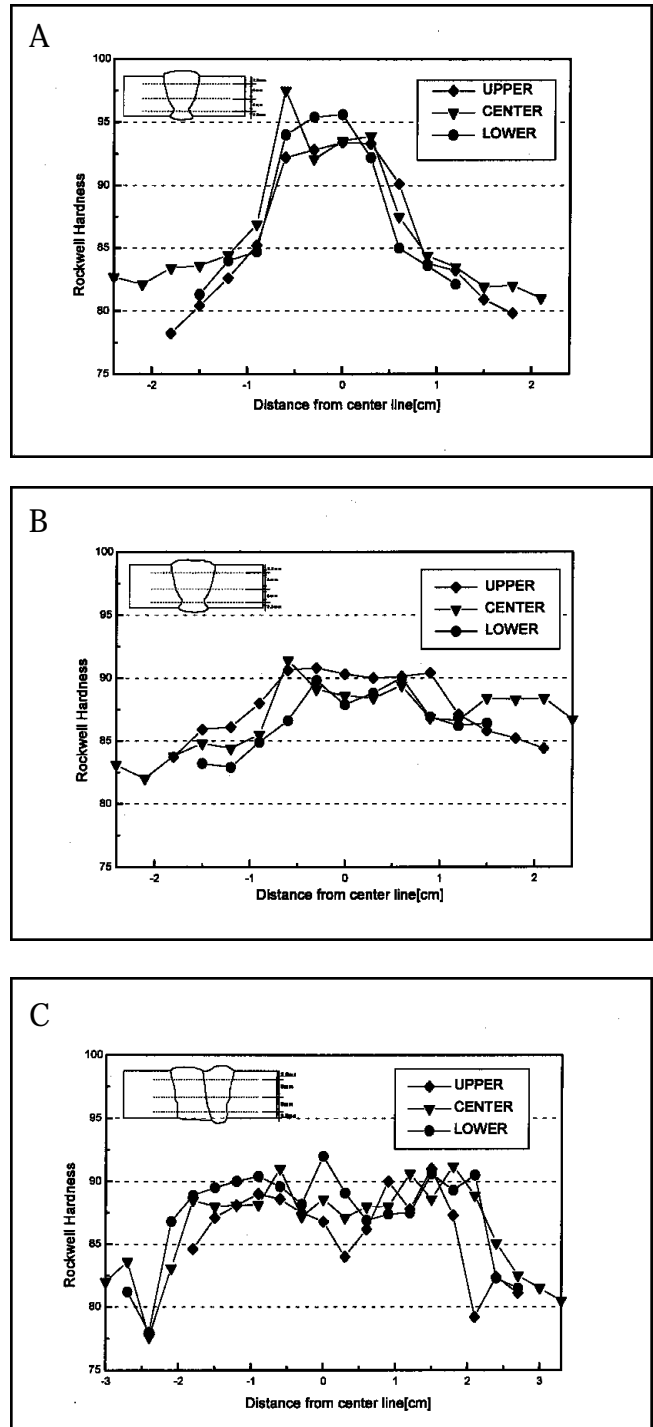 A
100
95
90
85
80
75
Rockwell Hardness
UPPER
CENTER
LOWER
-2
-1
0
1
2
Distance from center line[cm]
B
100
95
90
85
80
75
Rockwell Hardness
UPPER
CENTER
LOWER
-2
-1
0
1
2
Distance from center line[cm]
C
100
95
90
85
80
75
Rockwell Hardness
UPPER
CENTER
LOWER
-3
-2
-1
0
1
2
3
Distance from center line[cm]